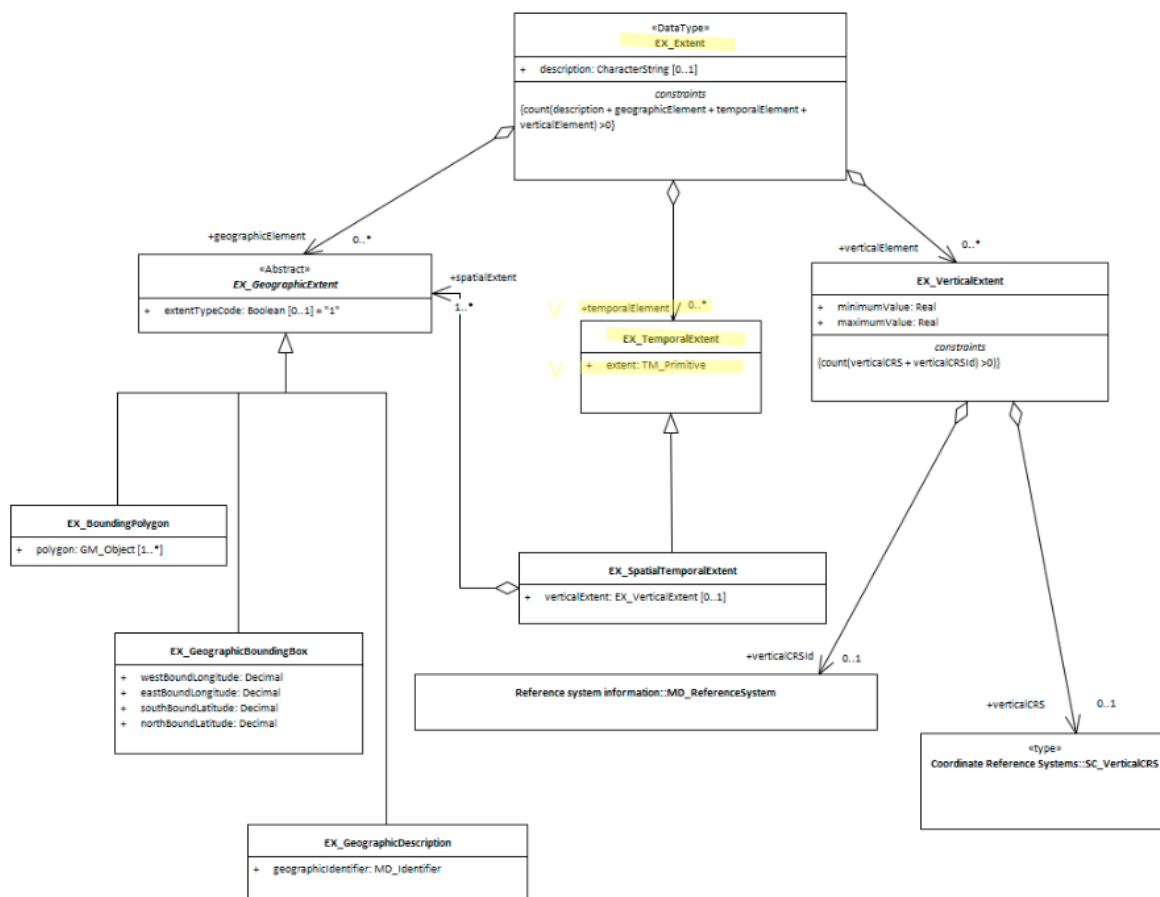 «DataType»
EX_Extent
+ description: CharacterString [0..1]
constraints
{count(description + geographicElement + temporalElement +
verticalElement) >0}
+geographicElement
0..*
«Abstract»
EX_GeographicExtent
+ extentTypeCode: Boolean [0..1] = "1"
+spatialExtent
1..*
V +temporalElement 0..*
EX_TemporalExtent
V + extent: TM_Primitive
+verticalElement
0..*
EX_VerticalExtent
+ minimumValue: Real
+ maximumValue: Real
constraints
{count(verticalCRS + verticalCRSId) >0)}
EX_BoundingPolygon
+ polygon: GM_Object [1..*]
EX_SpatialTemporalExtent
+ verticalExtent: EX_VerticalExtent [0..1]
EX_GeographicBoundingBox
+ westBoundLongitude: Decimal
+ eastBoundLongitude: Decimal
+ southBoundLatitude: Decimal
+ northBoundLatitude: Decimal
+verticalCRSId
0..1
Reference system information::MD_ReferenceSystem
+verticalCRS
0..1
«type»
Coordinate Reference Systems::SC_VerticalCRS
EX_GeographicDescription
+ geographicIdentifier: MD_Identifier